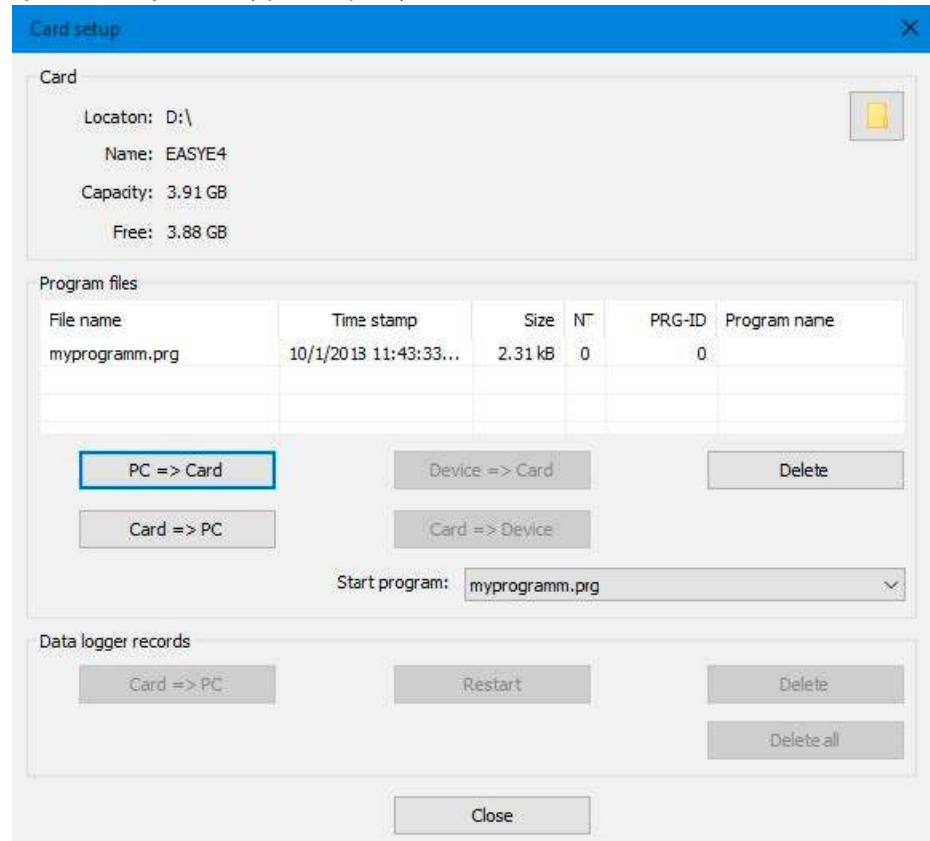 Card setup
Card
Locaton: D:\
Name: EASYE4
Capacity: 3.91 GB
Free: 3.88 GB
Program files
File name Time stamp Size NT PRG-ID Program name
myprogramm.prg 10/1/2018 11:43:33... 2.31 kB 0 0
PC => Card Device => Card Delete
Card => PC Card => Device
Start program: myprogramm.prg
Data logger records
Card => PC Restart Delete
Delete all
Close